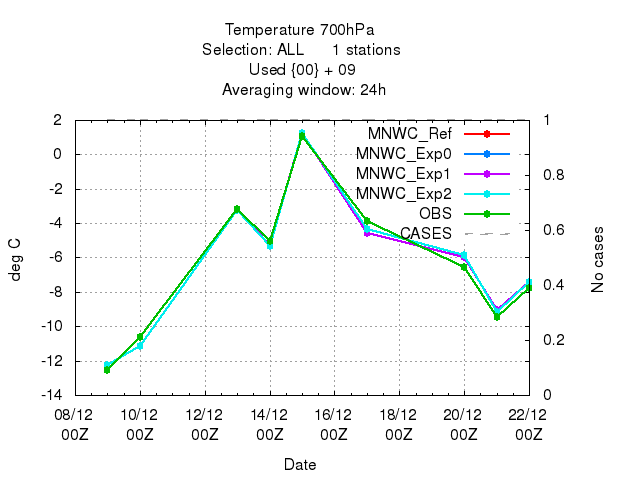 Temperature 700hPa
Selection: ALL 1 stations
Used {00} + 09
Averaging window: 24h
2 1
MNWC_Ref
0 MNWC_Exp0
MNWC_Exp1 0.8
-2 MNWC_Exp2
OBS
-4 CASES 0.6
-6
deg C No cases
-8 0.4
-10
0.2
-12
-14 0
08/12 10/12 12/12 14/12 16/12 18/12 20/12 22/12
00Z 00Z 00Z 00Z 00Z 00Z 00Z 00Z
Date